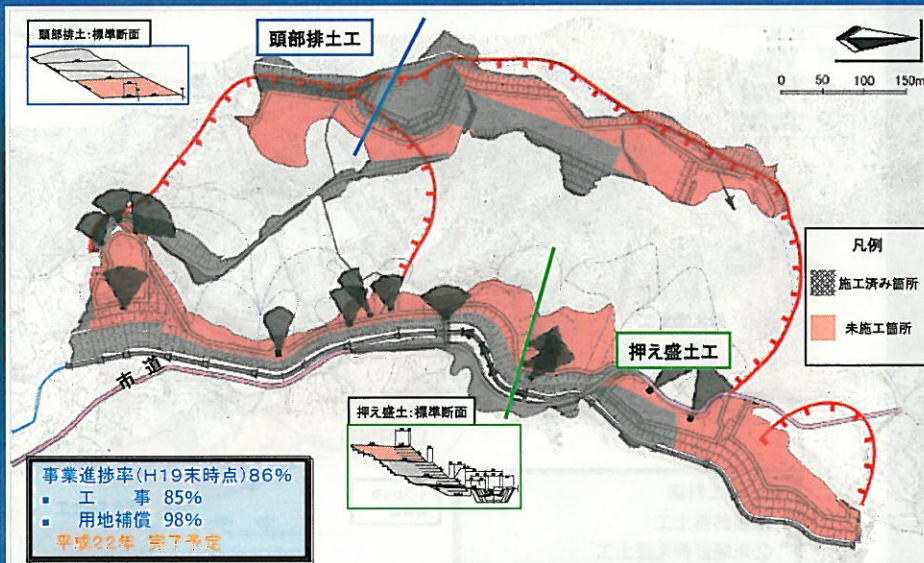 頭部排土:標準断面
頭部排土工
0 50 100 150m
凡例
施工済み箇所
未施工箇所
押え盛土工
市道
押え盛土:標準断面
事業進捗率(H19末時点)86%
▪ 工 事 85%
▪ 用地補償 98%
平成22年 完了予定